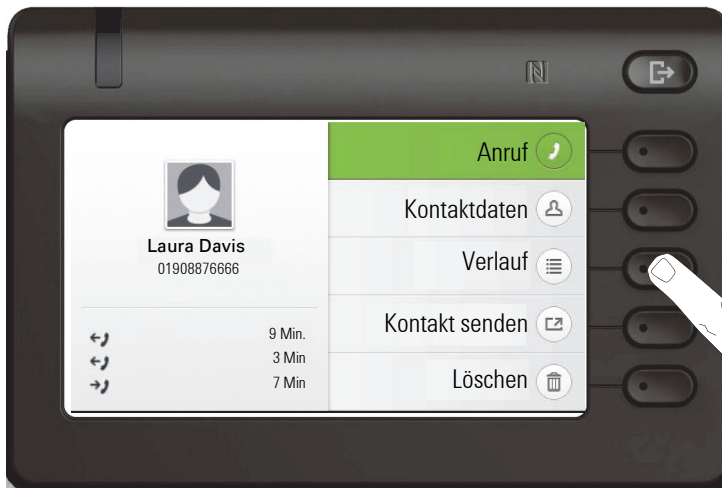 Laura Davis
01908876666
9 Min.
3 Min
7 Min
Anruf
Kontaktdaten
Verlauf
Kontakt senden
Löschen